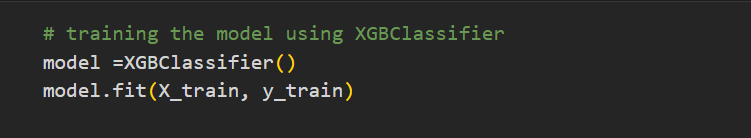 # training the model using XGBClassifier
model =XGBClassifier()
model.fit(X_train, y_train)